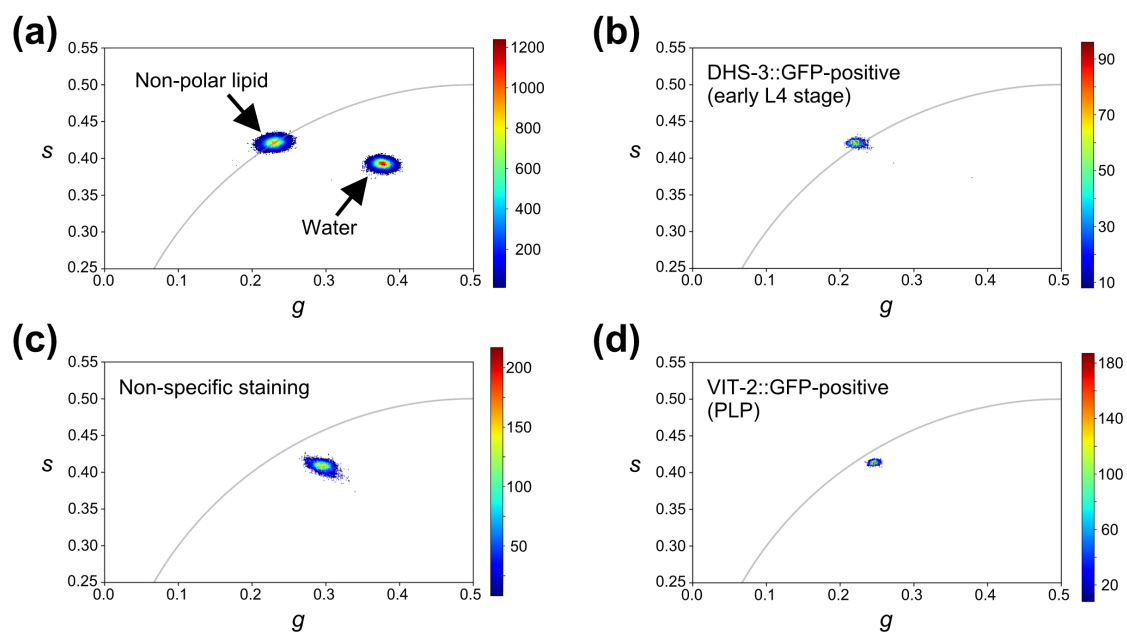 (a)
0.55
0.50
0.45
0.40
0.35
0.30
0.25
s
0.0 0.1 0.2 0.3 0.4 0.5
g
Non-polar lipid
Water
1200
1000
800
600
400
200
(b)
0.55
0.50
0.45
0.40
0.35
0.30
0.25
s
0.0 0.1 0.2 0.3 0.4 0.5
g
DHS-3::GFP-positive
(early L4 stage)
90
70
50
30
10
(c)
0.55
0.50
0.45
0.40
0.35
0.30
0.25
s
0.0 0.1 0.2 0.3 0.4 0.5
g
Non-specific staining
200
150
100
50
(d)
0.55
0.50
0.45
0.40
0.35
0.30
0.25
s
0.0 0.1 0.2 0.3 0.4 0.5
g
VIT-2::GFP-positive
(PLP)
180
140
100
60
20